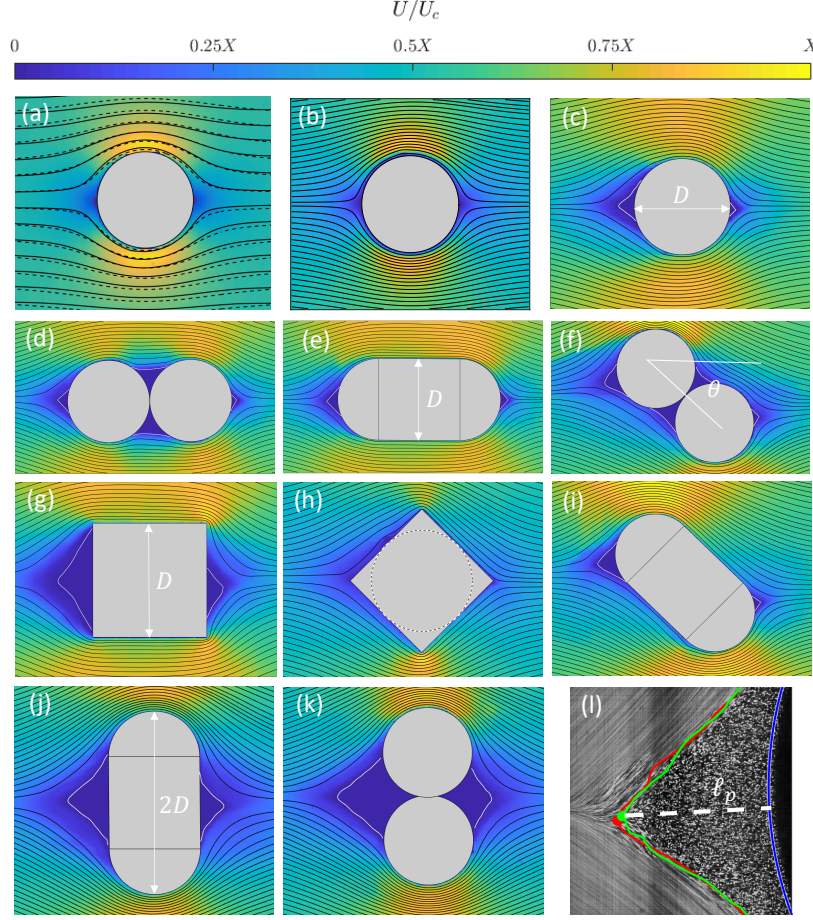 U/U_c
0 0.25X 0.5X 0.75X X
(a) (b) (c)
D
(d) (e) (f)
D θ
(g) (h) (i)
D
(j) (k) (l)
2D ℓ_p